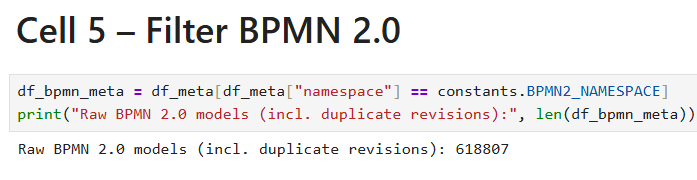 Cell 5 – Filter BPMN 2.0
df_bpmn_meta = df_meta[df_meta["namespace"] == constants.BPMN2_NAMESPACE]
print("Raw BPMN 2.0 models (incl. duplicate revisions):", len(df_bpmn_meta))
Raw BPMN 2.0 models (incl. duplicate revisions): 618807